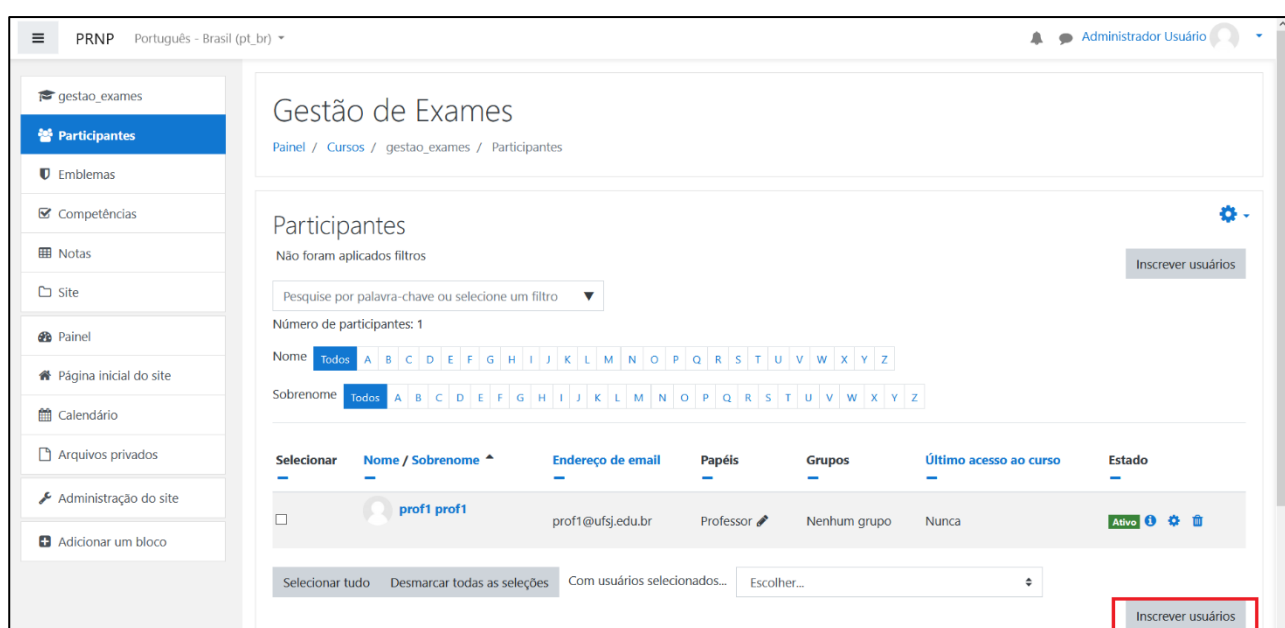 PRNP Português - Brasil (pt_br)
Administrador Usuário
gestao_exames
Participantes
Emblemas
Competências
Notas
Site
Painel
Página inicial do site
Calendário
Arquivos privados
Administração do site
Adicionar um bloco
Gestão de Exames
Painel / Cursos / gestao_exames / Participantes
Participantes
Não foram aplicados filtros
Inscrever usuários
Pesquise por palavra-chave ou selecione um filtro ▼
Número de participantes: 1
Nome Todos A B C D E F G H I J K L M N O P Q R S T U V W X Y Z
Sobrenome Todos A B C D E F G H I J K L M N O P Q R S T U V W X Y Z
Selecionar Nome / Sobrenome Endereço de email Papéis Grupos Último acesso ao curso Estado
prof1 prof1 prof1@ufsj.edu.br Professor Nenhum grupo Nunca Ativo
Selecionar tudo Desmarcar todas as seleções Com usuários selecionados... Escolher...
Inscrever usuários